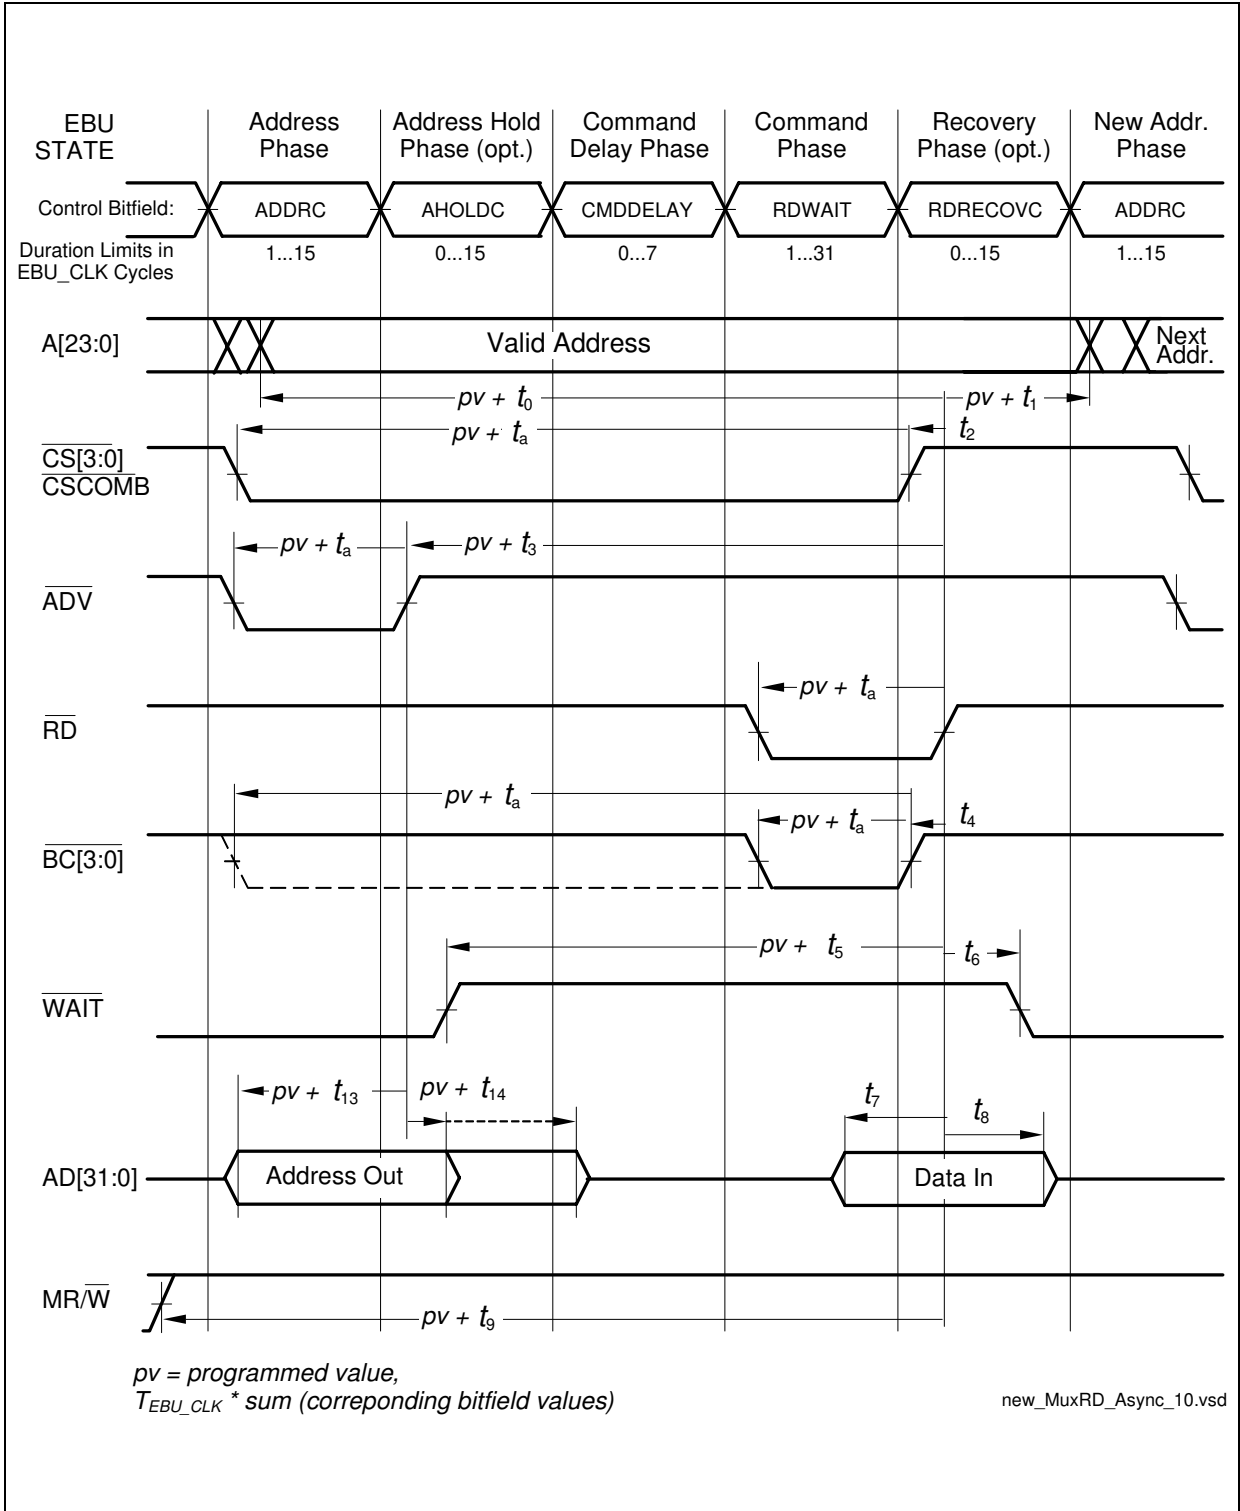 EBU STATE
Address Phase
Address Hold Phase (opt.)
Command Delay Phase
Command Phase
Recovery Phase (opt.)
New Addr. Phase
Control Bitfield:
ADDRC
AHOLDC
CMDDELAY
RDWAIT
RDRECOVC
ADDRC
Duration Limits in EBU_CLK Cycles
1...15
0...15
0...7
1...31
0...15
1...15
A[23:0]
Valid Address
Next Addr.
pv + t0
pv + t1
pv + ta
t2
CS[3:0]
CSCOMB
pv + ta
pv + t3
ADV
pv + ta
RD
pv + ta
pv + ta
t4
BC[3:0]
pv + t5
t6
WAIT
pv + t13
pv + t14
t7
t8
AD[31:0]
Address Out
Data In
MR/W
pv + t9
pv = programmed value,
TEBU_CLK * sum (correponding bitfield values)
new_MuxRD_Async_10.vsd